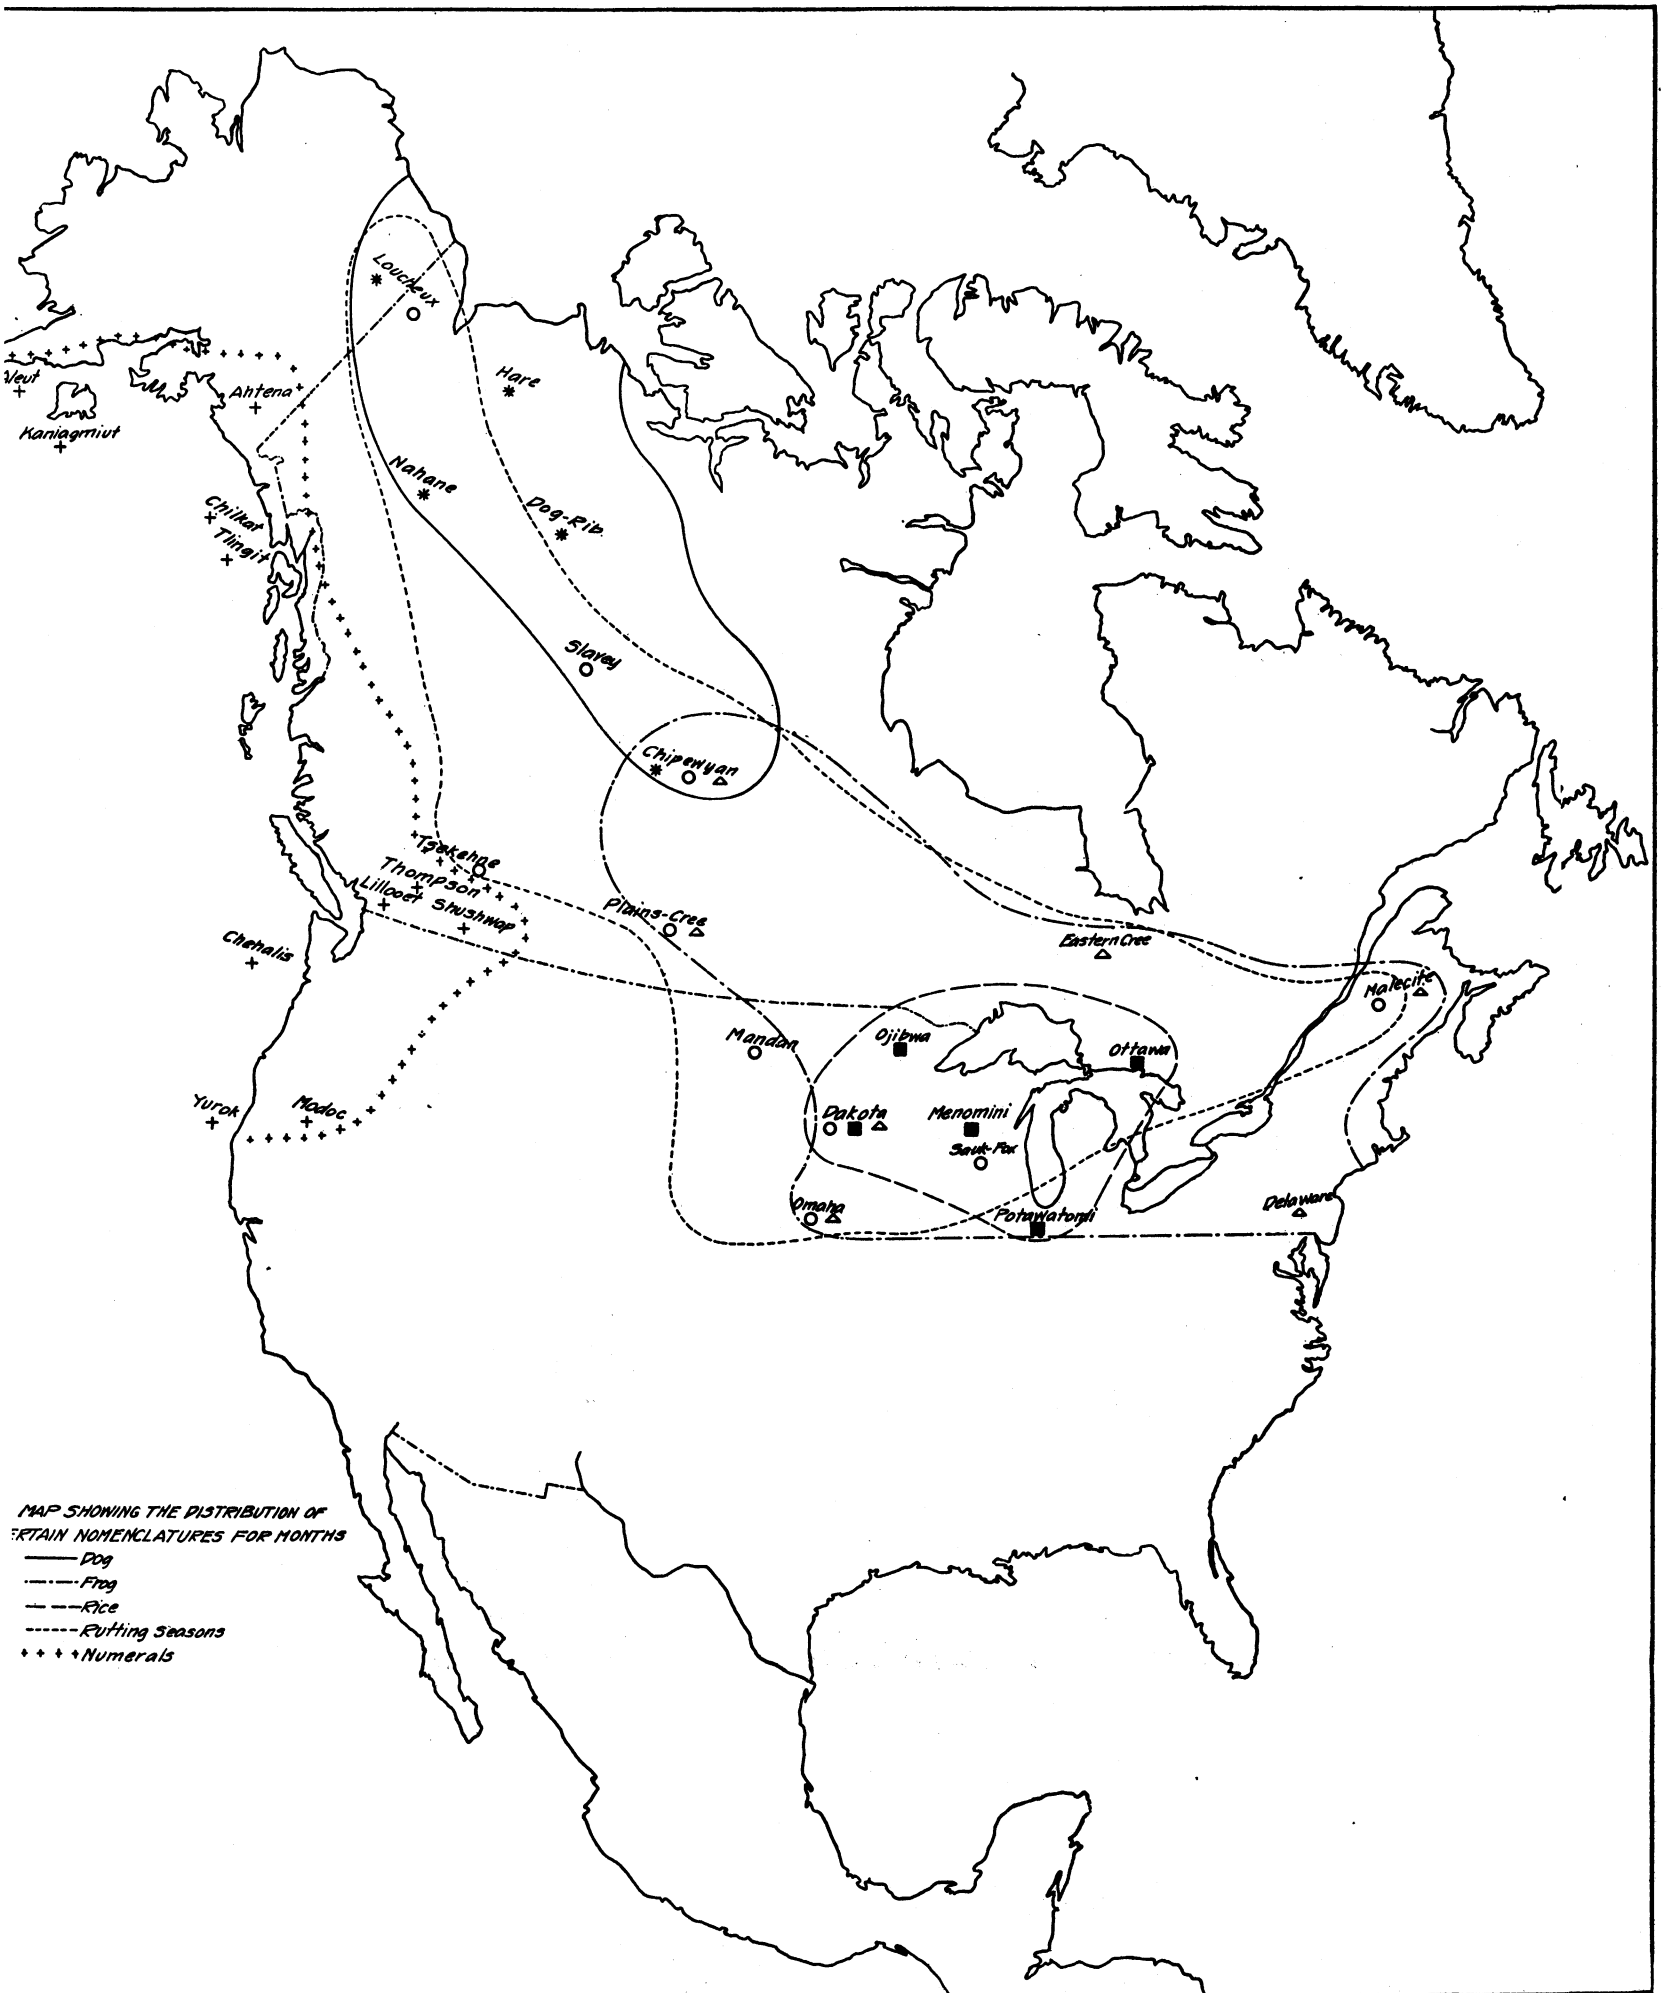 Loucheux
Hare
Aleut
Ahtena
Kaniagmiut
Nahane
Chilkat
Dog-Rib
Tlingit
Slavey
Chipewyan
Tsekehne
Thompson
Lillooet
Shushwap
Plains-Cree
Chehalis
Eastern Cree
Malecite
Mandan
Ojibwa
Ottawa
Yurok
Modoc
Dakota
Menomini
Sauk-Fox
Omaha
Potawatomi
Delaware
MAP SHOWING THE DISTRIBUTION OF
ERTAIN NOMENCLATURES FOR MONTHS
Dog
Frog
Rice
Rutting Seasons
Numerals